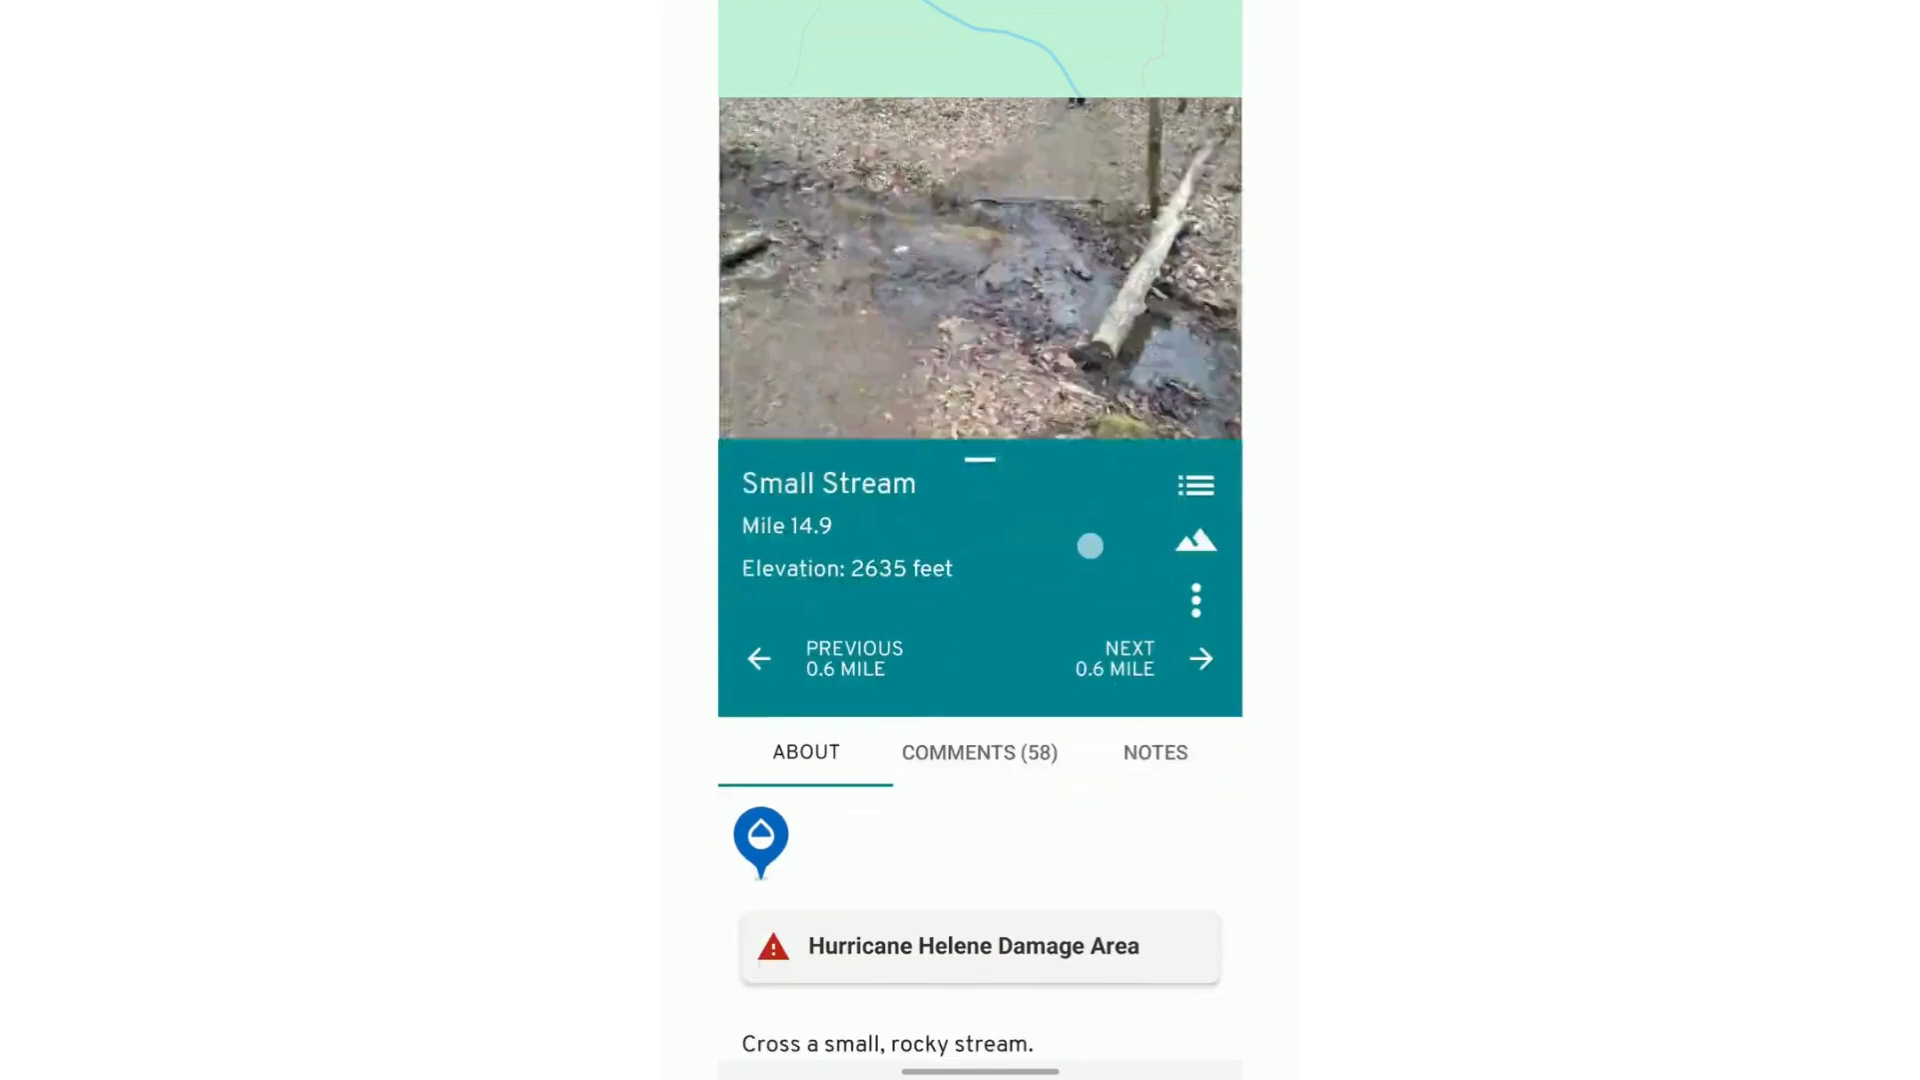 Small Stream
Mile 14.9
Elevation: 2635 feet
PREVIOUS
0.6 MILE
NEXT
0.6 MILE
ABOUT
COMMENTS (58)
NOTES
Hurricane Helene Damage Area
Cross a small, rocky stream.